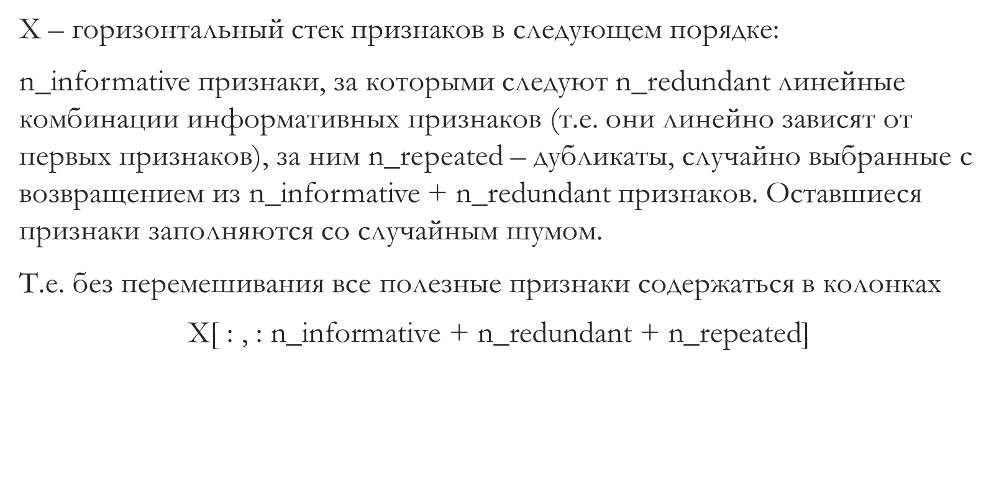 X – горизонтальный стек признаков в следующем порядке:
n_informative признаки, за которыми следуют n_redundant линейные
комбинации информативных признаков (т.е. они линейно зависят от
первых признаков), за ним n_repeated – дубликаты, случайно выбранные с
возвращением из n_informative + n_redundant признаков. Оставшиеся
признаки заполняются со случайным шумом.
Т.е. без перемешивания все полезные признаки содержаться в колонках
X[ : , : n_informative + n_redundant + n_repeated]